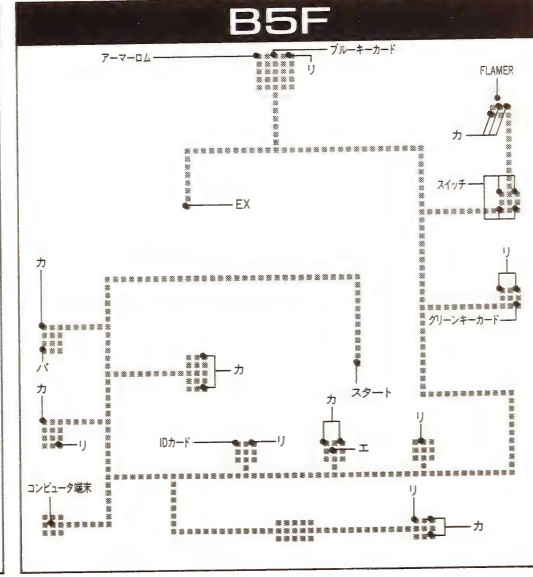 B5F
アーマーロム
ブルーキーカード
リ
FLAMER
カ
スイッチ
EX
カ
リ
グリーンキーカード
バ
カ
スタート
カ
カ
リ
IDカード
リ
エ
リ
コンピュータ端末
リ
カ